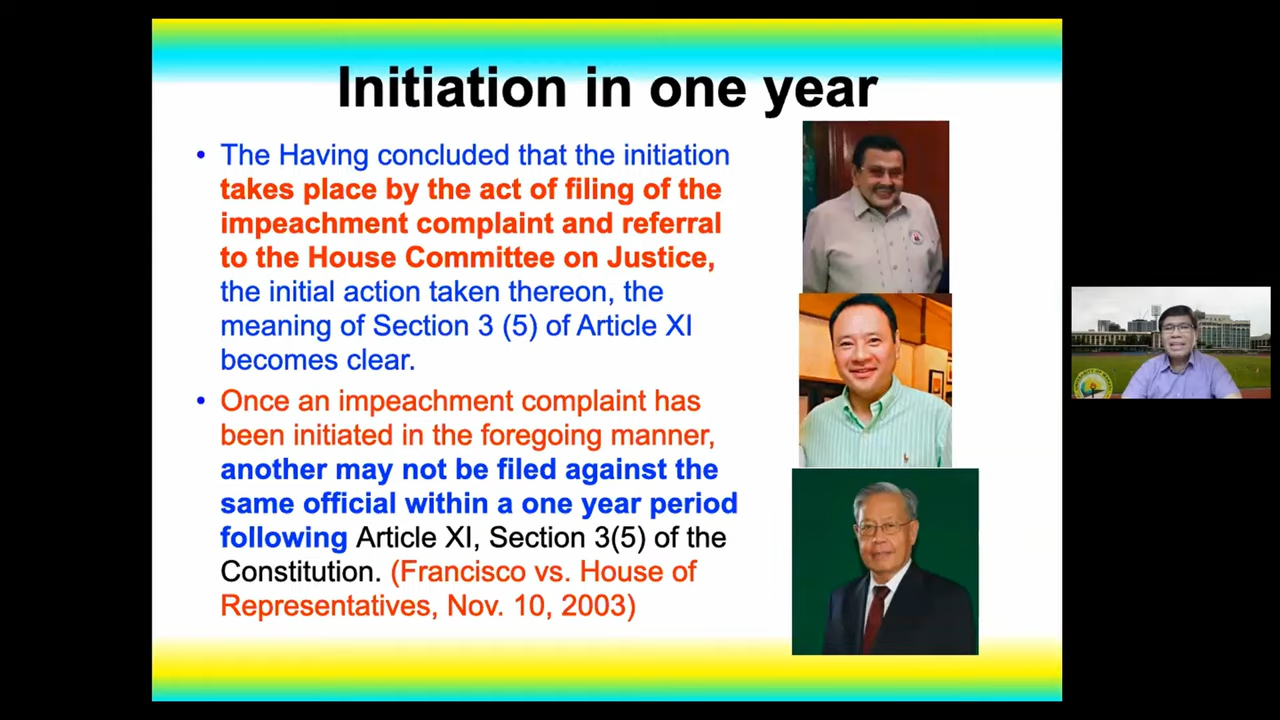 Initiation in one year
• The Having concluded that the initiation
takes place by the act of filing of the
impeachment complaint and referral
to the House Committee on Justice,
the initial action taken thereon, the
meaning of Section 3 (5) of Article XI
becomes clear.
• Once an impeachment complaint has
been initiated in the foregoing manner,
another may not be filed against the
same official within a one year period
following Article XI, Section 3(5) of the
Constitution. (Francisco vs. House of
Representatives, Nov. 10, 2003)